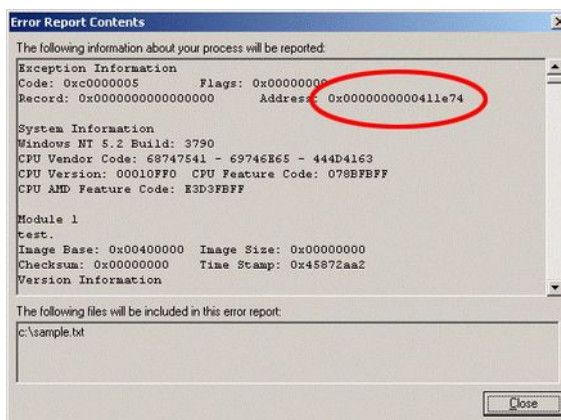 Error Report Contents
The following information about your process will be reported:
Exception Information
Code: 0xc0000005 Flags: 0x00000000
Record: 0x0000000000000000 Address: 0x0000000000411e74
System Information
Windows NT 5.2 Build: 3790
CPU Vendor Code: 68747541 - 69746E65 - 444D4163
CPU Version: 00010FF0 CPU Feature Code: 078BFBFF
CPU AMD Feature Code: E3D3FBFF
Module 1
test.
Image Base: 0x00400000 Image Size: 0x00000000
Checksum: 0x00000000 Time Stamp: 0x45872aa2
Version Information
The following files will be included in this error report:
c:\sample.txt
Close